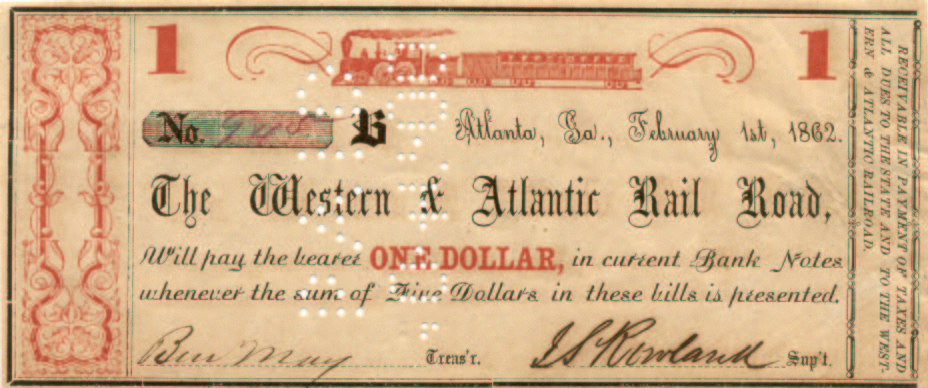 1 1
No. 945 B Atlanta, Ga., February 1st, 1862.
The Western & Atlantic Rail Road,
Will pay the bearer ONE DOLLAR, in current Bank Notes
whenever the sum of Five Dollars in these bills is presented.
Ben May Treas'r. I S Rowland Sup't.
RECEIVABLE IN PAYMENT OF TAXES AND
ALL DUES TO THE STATE AND TO THE WEST-
ERN & ATLANTIC RAILROAD